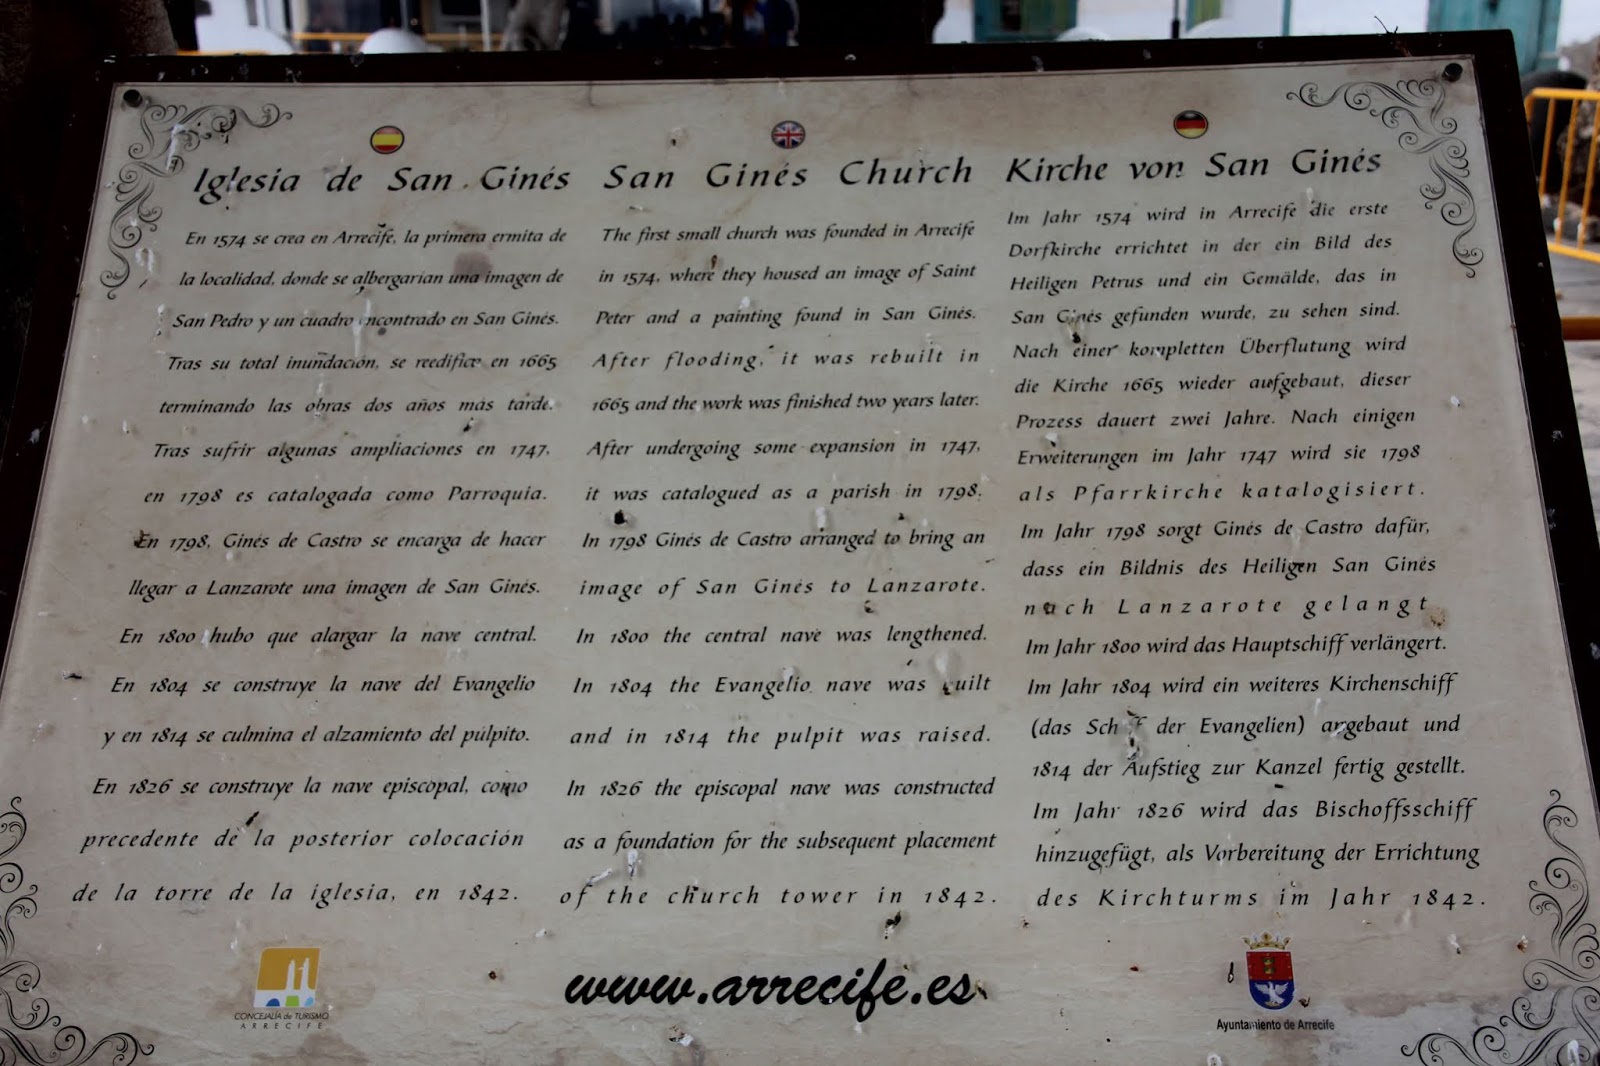 Iglesia de San Ginés
En 1574 se crea en Arrecife, la primera ermita de
la localidad, donde se albergarían una imagen de
San Pedro y un cuadro encontrado en San Ginés.
Tras su total inundación, se reedifica en 1665
terminando las obras dos años más tarde.
Tras sufrir algunas ampliaciones en 1747,
en 1798 es catalogada como Parroquia.
En 1798, Ginés de Castro se encarga de hacer
llegar a Lanzarote una imagen de San Ginés.
En 1800 hubo que alargar la nave central.
En 1804 se construye la nave del Evangelio
y en 1814 se culmina el alzamiento del púlpito.
En 1826 se construye la nave episcopal, como
precedente de la posterior colocación
de la torre de la iglesia, en 1842.
San Ginés Church
The first small church was founded in Arrecife
in 1574, where they housed an image of Saint
Peter and a painting found in San Ginés.
After flooding, it was rebuilt in
1665 and the work was finished two years later.
After undergoing some expansion in 1747,
it was catalogued as a parish in 1798.
In 1798 Ginés de Castro arranged to bring an
image of San Ginés to Lanzarote.
In 1800 the central nave was lengthened.
In 1804 the Evangelio nave was built
and in 1814 the pulpit was raised.
In 1826 the episcopal nave was constructed
as a foundation for the subsequent placement
of the church tower in 1842.
Kirche von San Ginés
Im Jahr 1574 wird in Arrecife die erste
Dorfkirche errichtet in der ein Bild des
Heiligen Petrus und ein Gemälde, das in
San Ginés gefunden wurde, zu sehen sind.
Nach einer kompletten Überflutung wird
die Kirche 1665 wieder aufgebaut, dieser
Prozess dauert zwei Jahre. Nach einigen
Erweiterungen im Jahr 1747 wird sie 1798
als Pfarrkirche katalogisiert.
Im Jahr 1798 sorgt Ginés de Castro dafür,
dass ein Bildnis des Heiligen San Ginés
nach Lanzarote gelangt
Im Jahr 1800 wird das Hauptschiff verlängert.
Im Jahr 1804 wird ein weiteres Kirchenschiff
(das Schiff der Evangelien) angebaut und
1814 der Aufstieg zur Kanzel fertig gestellt.
Im Jahr 1826 wird das Bischoffsschiff
hinzugefügt, als Vorbereitung der Errichtung
des Kirchturms im Jahr 1842.
CONCEJALÍA de TURISMO
ARRECIFE
www.arrecife.es
Ayuntamiento de Arrecife